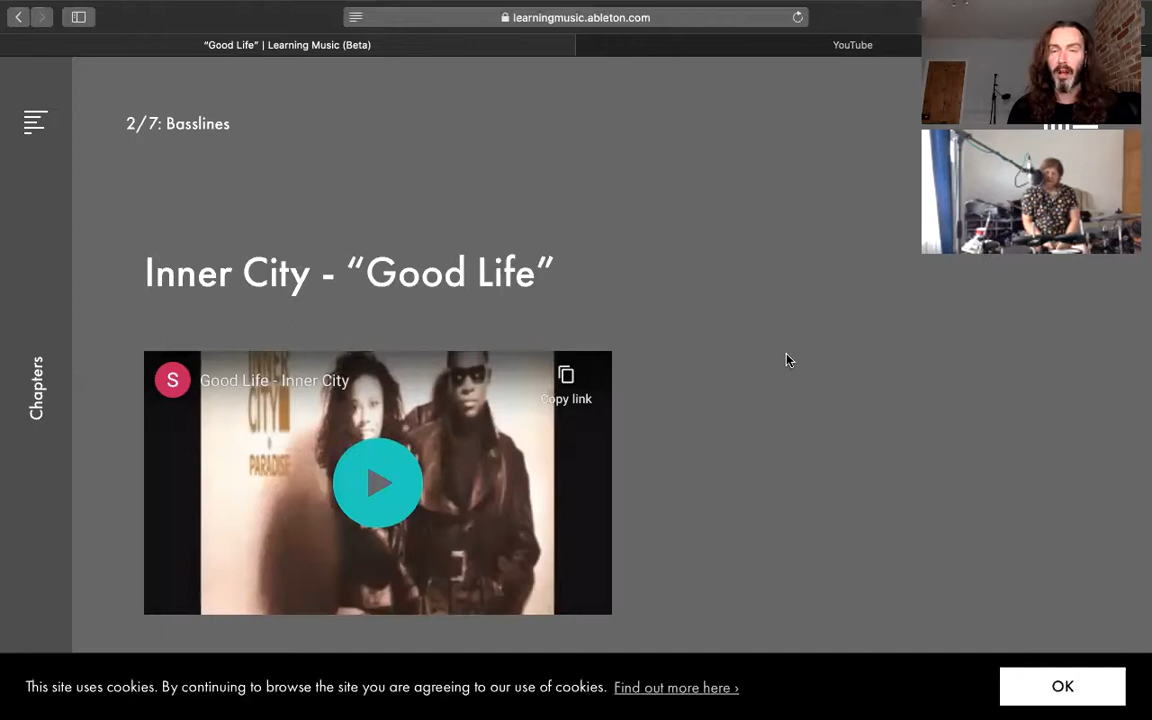 learningmusic.ableton.com
“Good Life” | Learning Music (Beta)
YouTube
2/7: Basslines
Inner City - “Good Life”
S
Good Life - Inner City
Copy link
CITY
PARADISE
Chapters
This site uses cookies. By continuing to browse the site you are agreeing to our use of cookies. Find out more here ›
OK